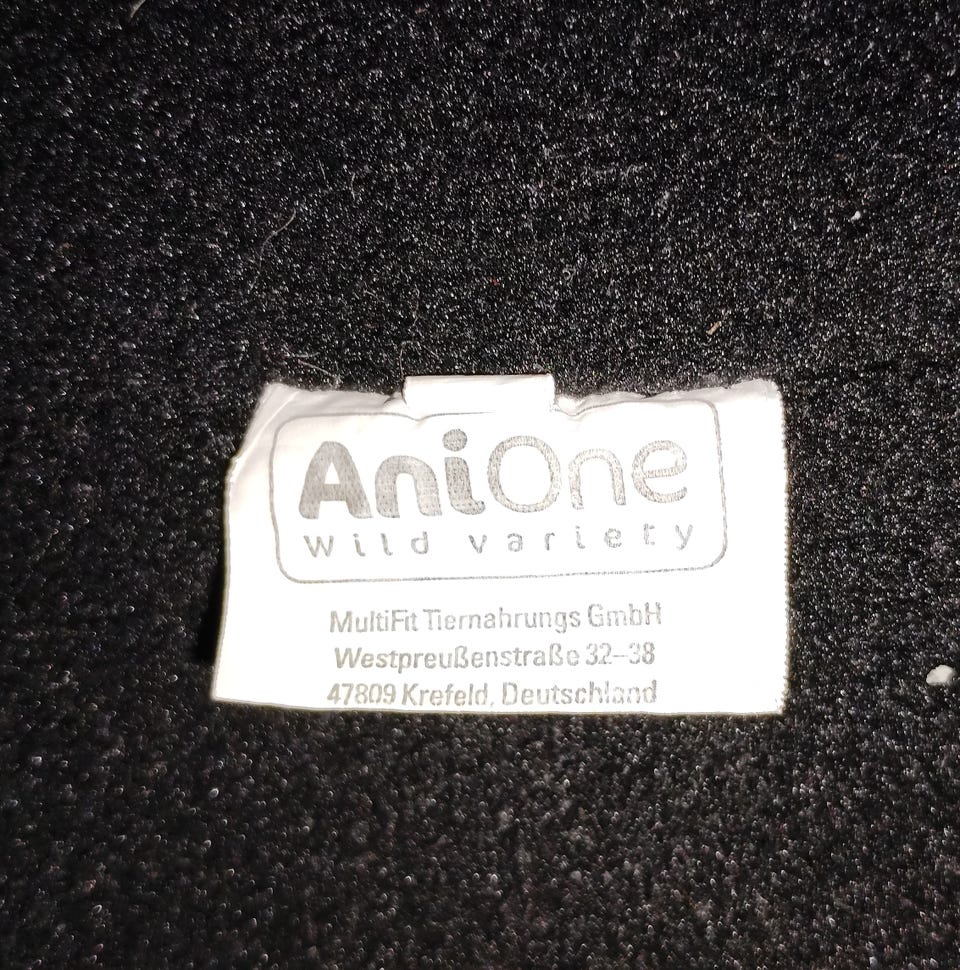 AniOne
Wild variety
MultiFit Tiernahrungs GmbH
Westpreußenstraße 32–38
47809 Krefeld, Deutschland